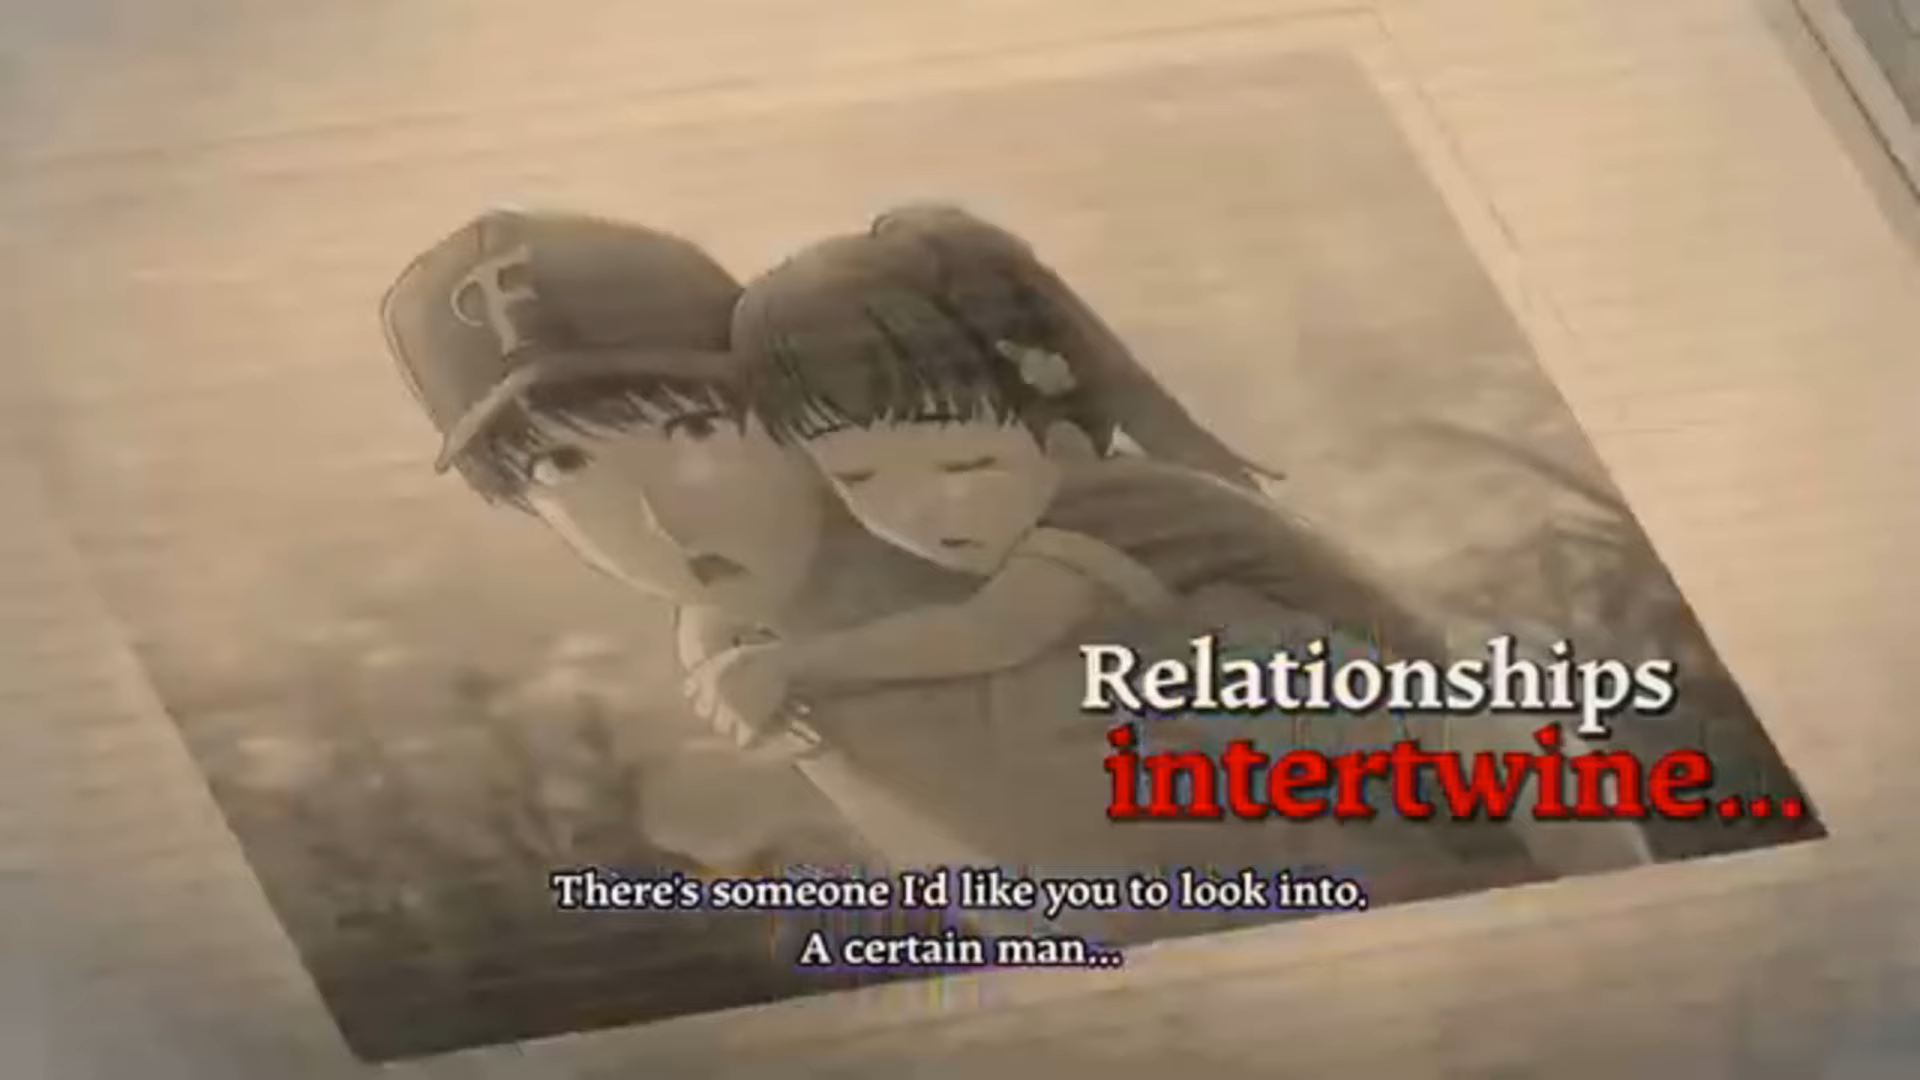 F
Relationships
intertwine...
There's someone I'd like you to look into.
A certain man...